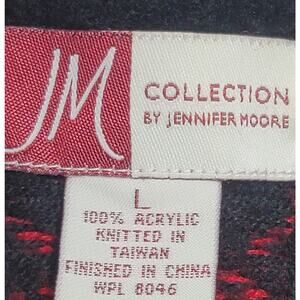 JM
COLLECTION
BY JENNIFER MOORE
L
100% ACRYLIC
KNITTED IN
TAIWAN
FINISHED IN CHINA
WPL 8046